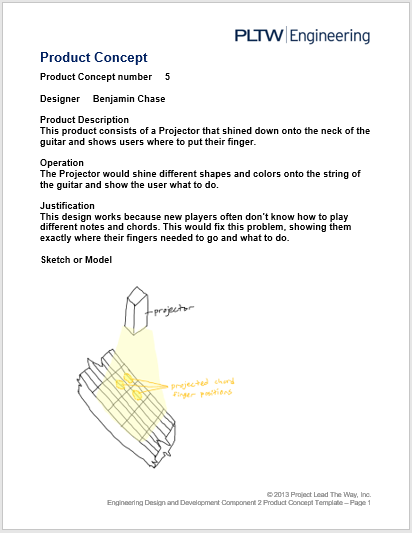 PLTW Engineering
Product Concept
Product Concept number 5
Designer Benjamin Chase
Product Description
This product consists of a Projector that shined down onto the neck of the
guitar and shows users where to put their finger.
Operation
The Projector would shine different shapes and colors onto the string of
the guitar and show the user what to do.
Justification
This design works because new players often don't know how to play
different notes and chords. This would fix this problem, showing them
exactly where their fingers needed to go and what to do.
Sketch or Model
projector
projected chord
finger positions
© 2013 Project Lead The Way, Inc.
Engineering Design and Development Component 2 Product Concept Template – Page 1